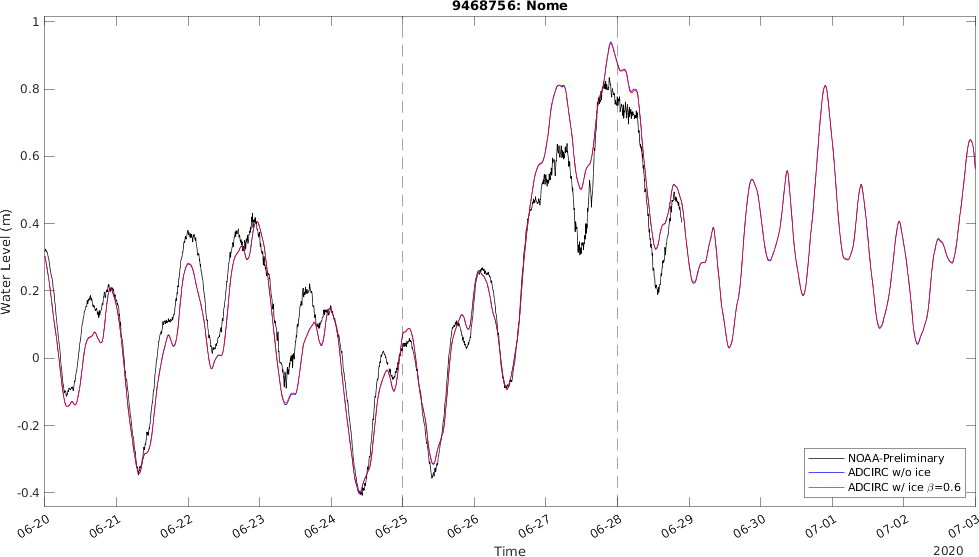 9468756: Nome
Water Level (m)
1
0.8
0.6
0.4
0.2
0
-0.2
-0.4
NOAA-Preliminary
ADCIRC w/o ice
ADCIRC w/ ice β=0.6
06-20 06-21 06-22 06-23 06-24 06-25 06-26 06-27 06-28 06-29 06-30 07-01 07-02 07-03
Time
2020